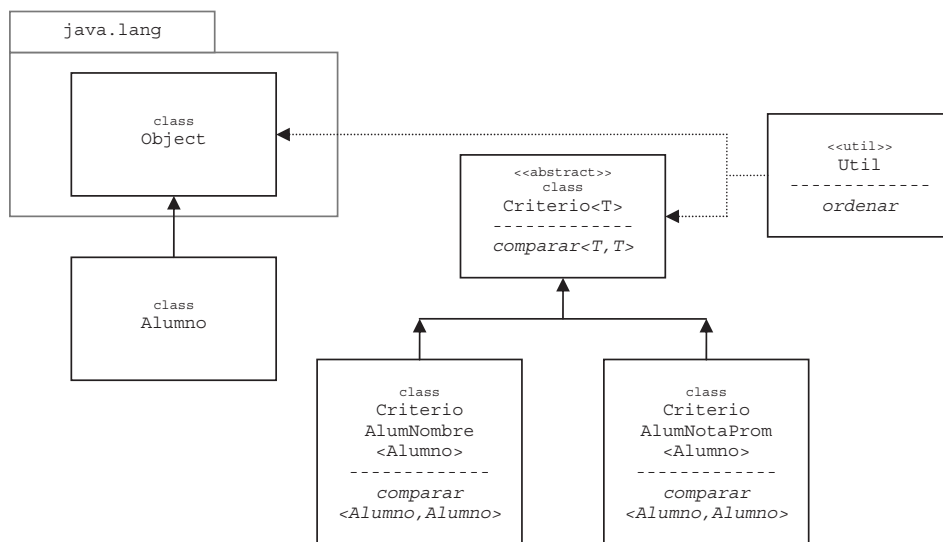 java.lang
class
Object
<<util>>
Util
-------------
ordenar
<<abstract>>
class
Criterio<T>
-------------
comparar<T,T>
class
Alumno
class
Criterio
AlumNombre
<Alumno>
-------------
comparar
<Alumno,Alumno>
class
Criterio
AlumNotaProm
<Alumno>
-------------
comparar
<Alumno,Alumno>